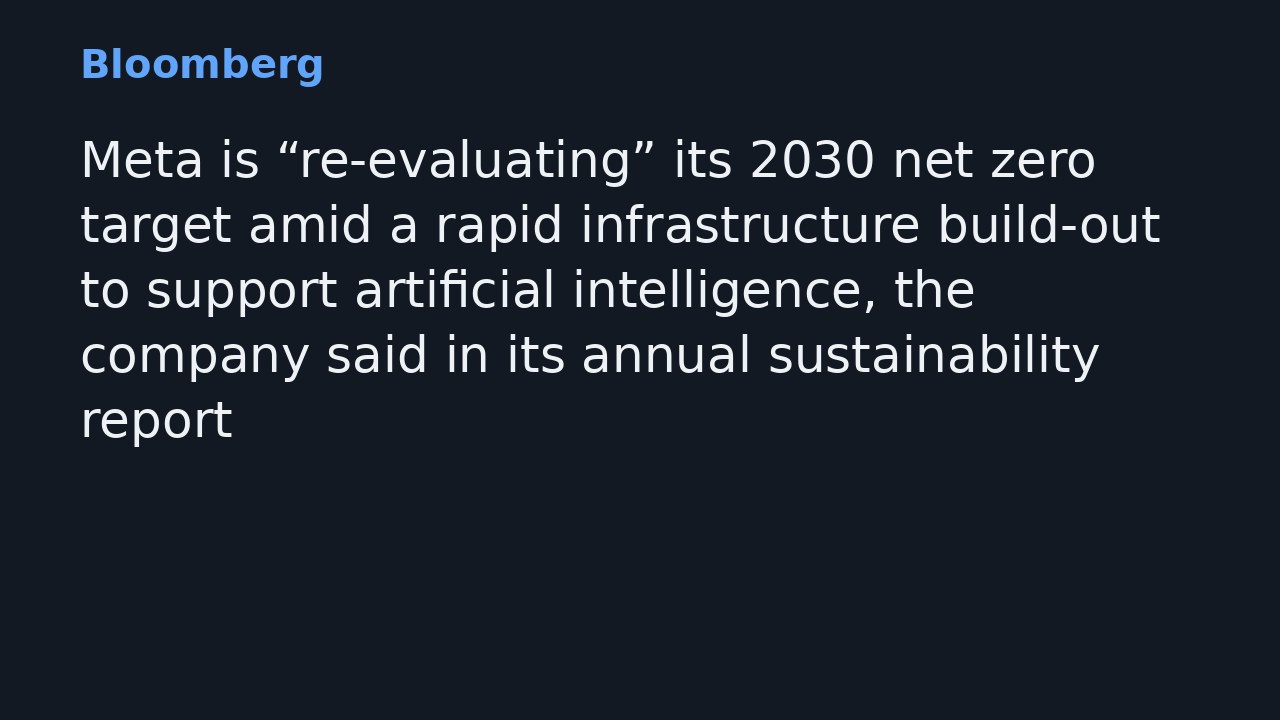 Bloomberg
Meta is “re-evaluating” its 2030 net zero
target amid a rapid infrastructure build-out
to support artificial intelligence, the
company said in its annual sustainability
report